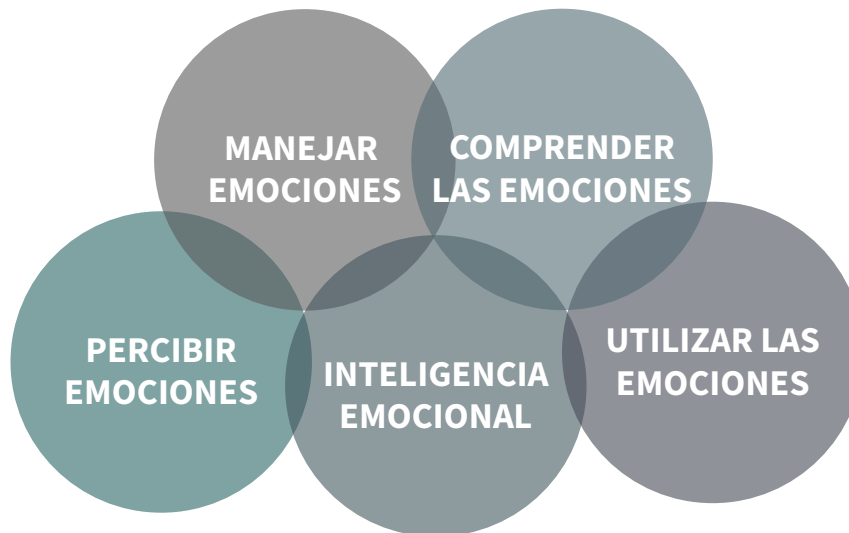 MANEJAR
EMOCIONES
COMPRENDER
LAS EMOCIONES
PERCIBIR
EMOCIONES
INTELIGENCIA
EMOCIONAL
UTILIZAR LAS
EMOCIONES